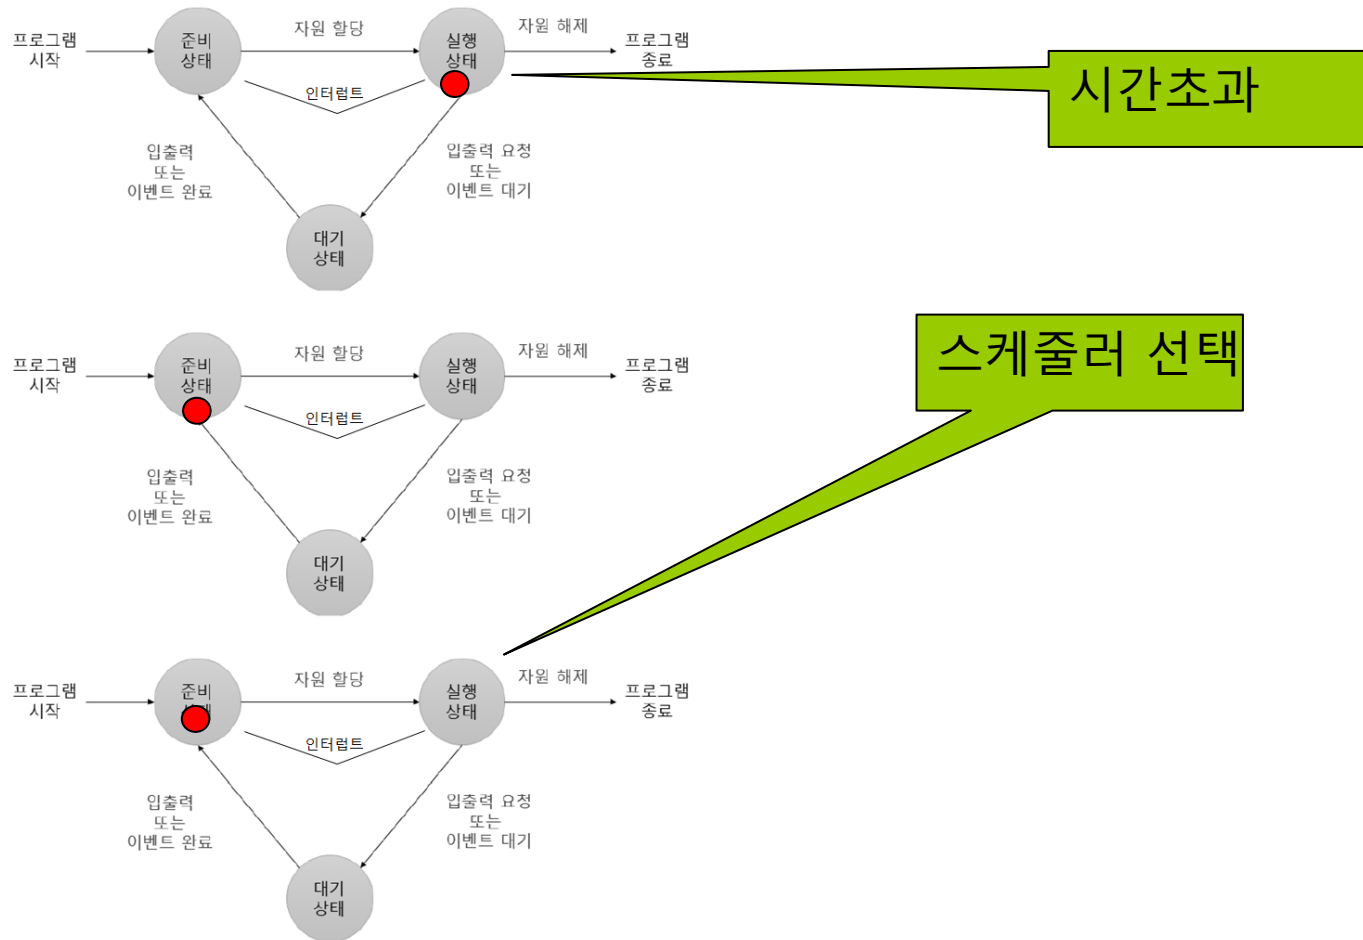 프로그램
시작
준비
상태
자원 할당
인터럽트
실행
상태
자원 해제
프로그램
종료
시간초과
입출력
또는
이벤트 완료
입출력 요청
또는
이벤트 대기
대기
상태
스케줄러 선택
프로그램
시작
준비
상태
자원 할당
인터럽트
실행
상태
자원 해제
프로그램
종료
입출력
또는
이벤트 완료
입출력 요청
또는
이벤트 대기
대기
상태
프로그램
시작
준비
자원 할당
인터럽트
실행
상태
자원 해제
프로그램
종료
입출력
또는
이벤트 완료
입출력 요청
또는
이벤트 대기
대기
상태